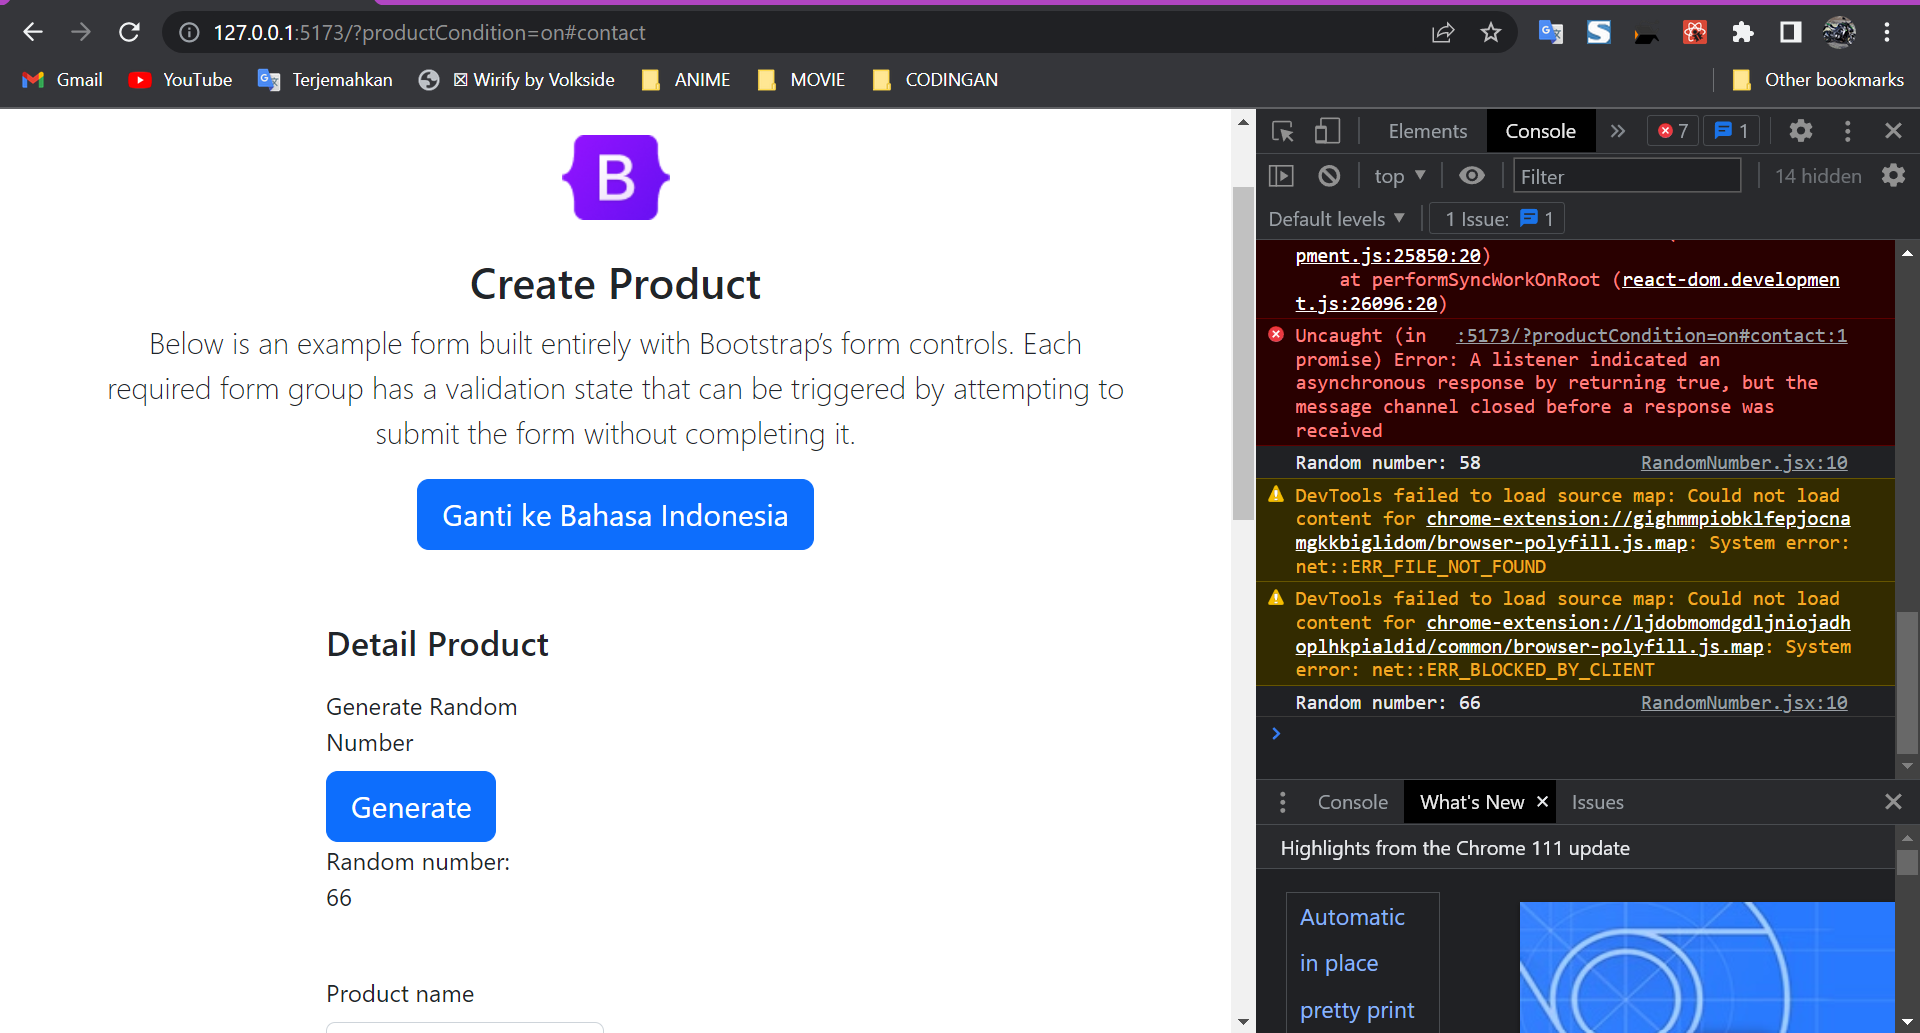 127.0.0.1:5173/?productCondition=on#contact
Gmail YouTube Terjemahkan ☒ Wirify by Volkside ANIME MOVIE CODINGAN Other bookmarks
B
Create Product
Below is an example form built entirely with Bootstrap’s form controls. Each
required form group has a validation state that can be triggered by attempting to
submit the form without completing it.
Ganti ke Bahasa Indonesia
Detail Product
Generate Random
Number
Generate
Random number:
66
Product name
Elements Console » 7 1
top ▼ Filter 14 hidden
Default levels ▼ 1 Issue: 1
pment.js:25850:20)
at performSyncWorkOnRoot (react-dom.developmen
t.js:26096:20)
Uncaught (in :5173/?productCondition=on#contact:1
promise) Error: A listener indicated an
asynchronous response by returning true, but the
message channel closed before a response was
received
Random number: 58 RandomNumber.jsx:10
DevTools failed to load source map: Could not load
content for chrome-extension://gighmmpiobklfepjocna
mgkkbiglidom/browser-polyfill.js.map: System error:
net::ERR_FILE_NOT_FOUND
DevTools failed to load source map: Could not load
content for chrome-extension://ljdobmomdgdljniojadh
oplhkpialdid/common/browser-polyfill.js.map: System
error: net::ERR_BLOCKED_BY_CLIENT
Random number: 66 RandomNumber.jsx:10
Console What's New × Issues
Highlights from the Chrome 111 update
Automatic
in place
pretty print